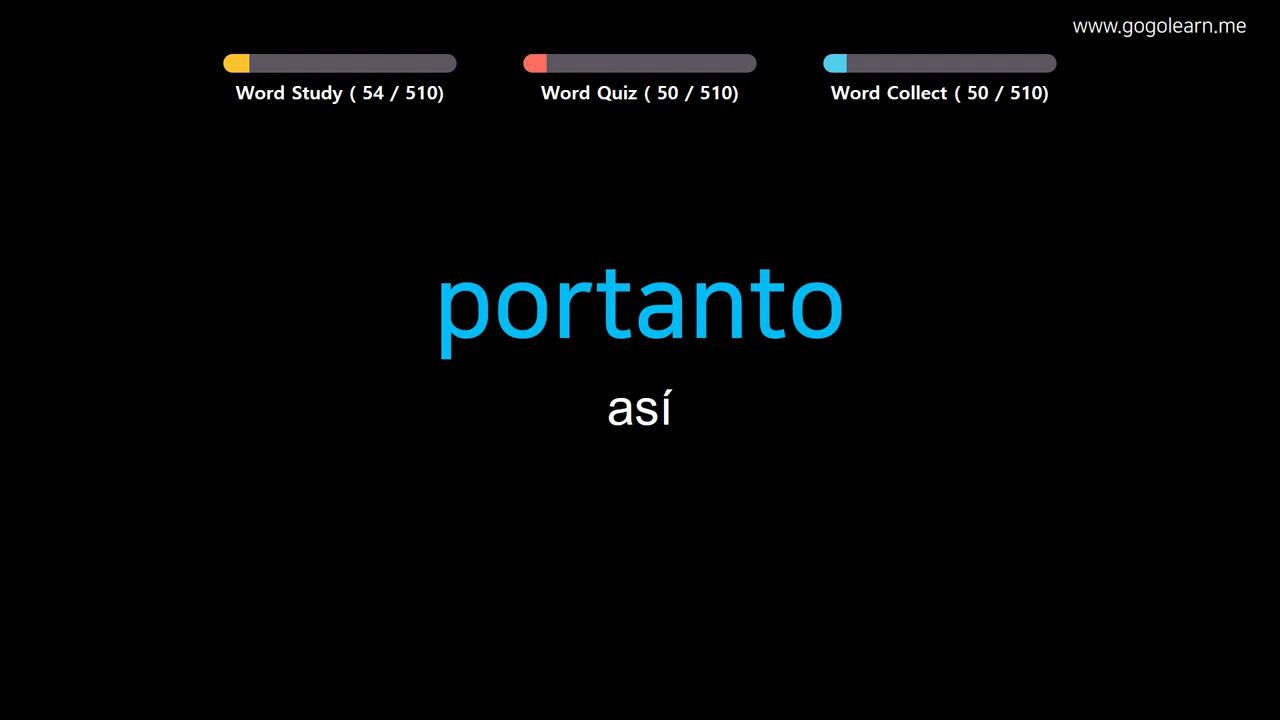 www.gogolearn.me
Word Study ( 54 / 510)
Word Quiz ( 50 / 510)
Word Collect ( 50 / 510)
portanto
así